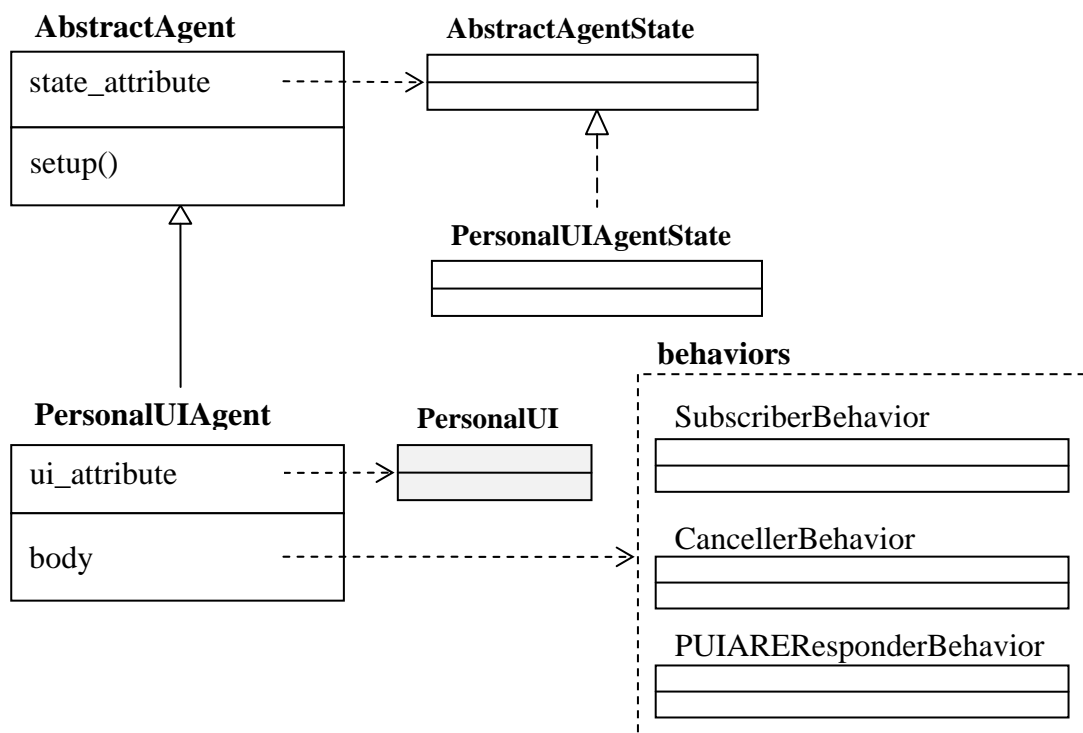 AbstractAgent
state_attribute
setup()
AbstractAgentState
PersonalUIAgentState
PersonalUIAgent
ui_attribute
body
PersonalUI
behaviors
SubscriberBehavior
CancellerBehavior
PUIAREResponderBehavior